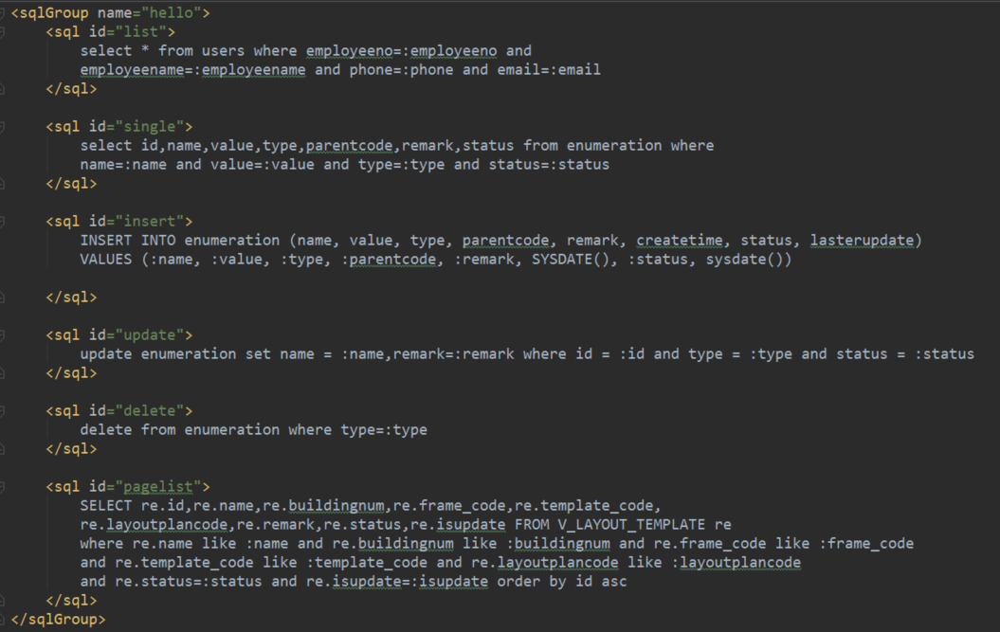 <sqlGroup name="hello">
<sql id="list">
select * from users where employeeno=:employeeno and
employeename=:employeename and phone=:phone and email=:email
</sql>
<sql id="single">
select id,name,value,type,parentcode,remark,status from enumeration where
name=:name and value=:value and type=:type and status=:status
</sql>
<sql id="insert">
INSERT INTO enumeration (name, value, type, parentcode, remark, createtime, status, lasterupdate)
VALUES (:name, :value, :type, :parentcode, :remark, SYSDATE(), :status, sysdate())
</sql>
<sql id="update">
update enumeration set name = :name,remark=:remark where id = :id and type = :type and status = :status
</sql>
<sql id="delete">
delete from enumeration where type=:type
</sql>
<sql id="pagelist">
SELECT re.id,re.name,re.buildingnum,re.frame_code,re.template_code,
re.layoutplancode,re.remark,re.status,re.isupdate FROM V_LAYOUT_TEMPLATE re
where re.name like :name and re.buildingnum like :buildingnum and re.frame_code like :frame_code
and re.template_code like :template_code and re.layoutplancode like :layoutplancode
and re.status=:status and re.isupdate=:isupdate order by id asc
</sql>
</sqlGroup>